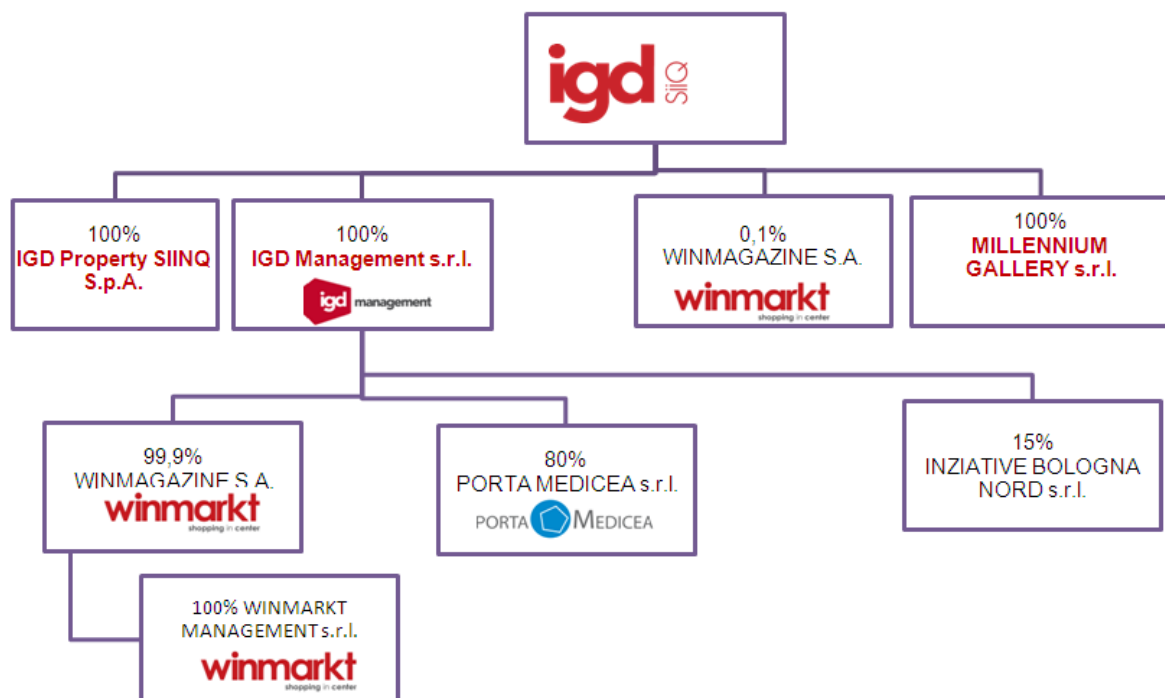 igd SIIQ
100%
IGD Property SIINQ
S.p.A.
100%
IGD Management s.r.l.
igd management
0,1%
WINMAGAZINE S.A.
winmarkt
shopping in center
100%
MILLENNIUM
GALLERY s.r.l.
99,9%
WINMAGAZINE S.A.
winmarkt
shopping in center
80%
PORTA MEDICEA s.r.l.
PORTA MEDICEA
15%
INZIATIVE BOLOGNA
NORD s.r.l.
100% WINMARKT
MANAGEMENT s.r.l.
winmarkt
shopping in center